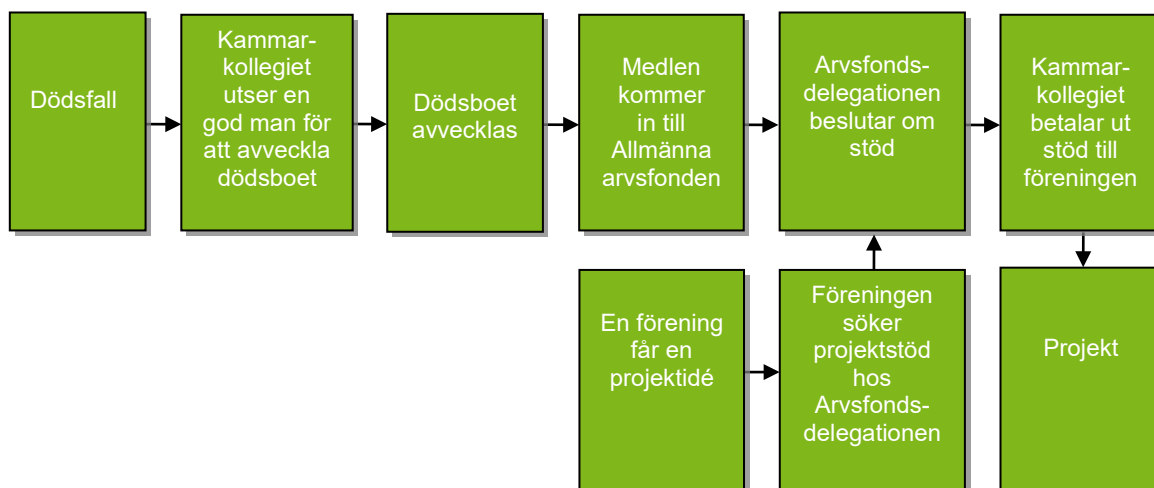 Dödsfall
Kammar-
kollegiet
utser en
god man för
att avveckla
dödsboet
Dödsboet
avvecklas
Medlen
kommer
in till
Allmänna
arvsfonden
Arvsfonds-
delegationen
beslutar om
stöd
Kammar-
kollegiet
betalar ut
stöd till
föreningen
En förening
får en
projektidé
Föreningen
söker
projektstöd
hos
Arvsfonds-
delegationen
Projekt